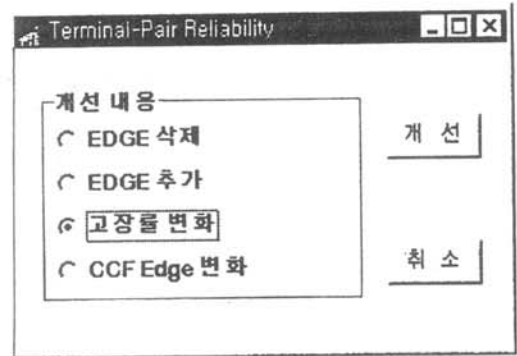 Terminal-Pair Reliability
개선 내용
EDGE 삭제
EDGE 추가
고장률 변화
CCF Edge 변화
개 선
취 소